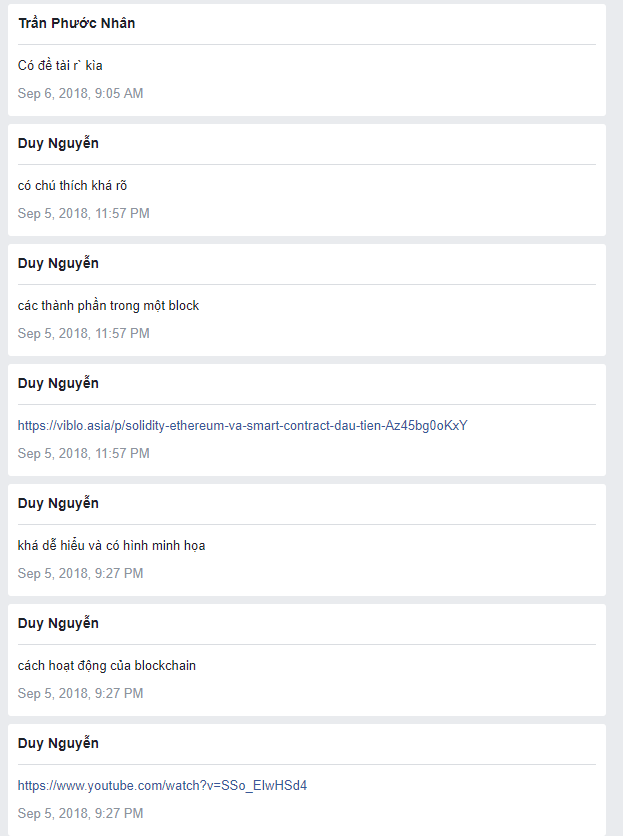 Trần Phước Nhân
Có đề tài r` kìa
Sep 6, 2018, 9:05 AM
Duy Nguyễn
có chú thích khá rõ
Sep 5, 2018, 11:57 PM
Duy Nguyễn
các thành phần trong một block
Sep 5, 2018, 11:57 PM
Duy Nguyễn
https://viblo.asia/p/solidity-ethereum-va-smart-contract-dau-tien-Az45bg0oKxY
Sep 5, 2018, 11:57 PM
Duy Nguyễn
khá dễ hiểu và có hình minh họa
Sep 5, 2018, 9:27 PM
Duy Nguyễn
cách hoạt động của blockchain
Sep 5, 2018, 9:27 PM
Duy Nguyễn
https://www.youtube.com/watch?v=SSo_EIwHSd4
Sep 5, 2018, 9:27 PM